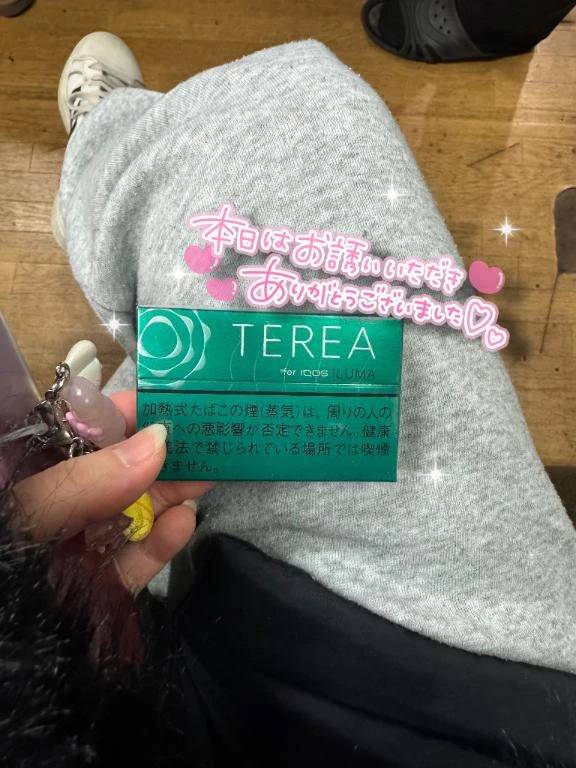 本日はお誘いいただき
ありがとうございました
TEREA
for IQOS ILUMA
加熱式たばこの煙(蒸気)は、周りの人の
への悪影響が否定できません。健康
法で禁じられている場所では喫煙
きません。